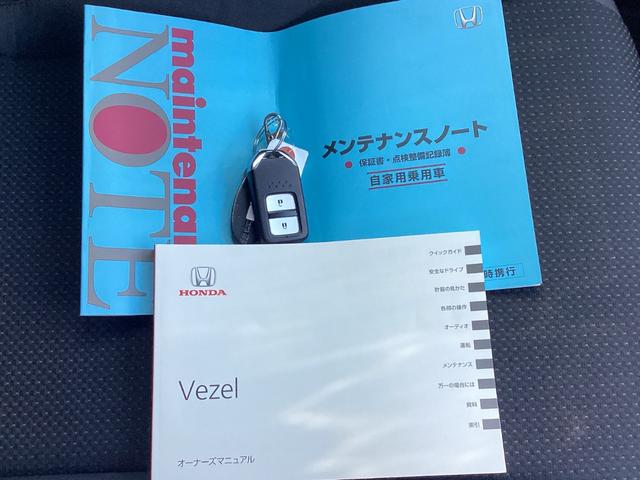 maintena
NOTE
メンテナンスノート
保証書・点検整備記録簿
自家用乗用車
時携行
HONDA
Vezel
オーナーズマニュアル
クイックガイド
安全なドライブ
計器の見かた
各部の操作
オーディオ
運転
メンテナンス
万一の場合には
資料
索引